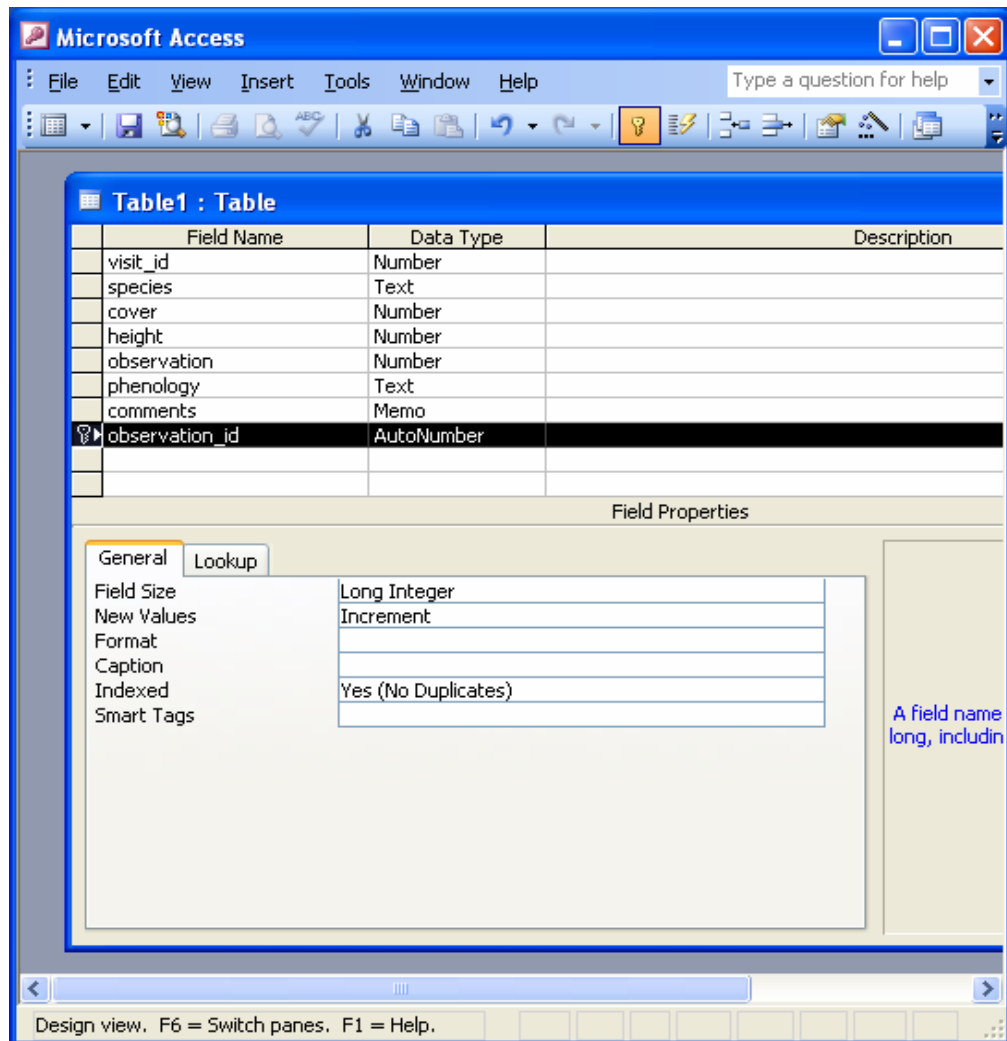 Microsoft Access
File Edit View Insert Tools Window Help Type a question for help
ABC
Table1 : Table
Field Name Data Type Description
visit_id Number
species Text
cover Number
height Number
observation Number
phenology Text
comments Memo
observation_id AutoNumber
Field Properties
General Lookup
Field Size Long Integer
New Values Increment
Format
Caption
Indexed Yes (No Duplicates)
Smart Tags
A field name
long, includin
Design view. F6 = Switch panes. F1 = Help.